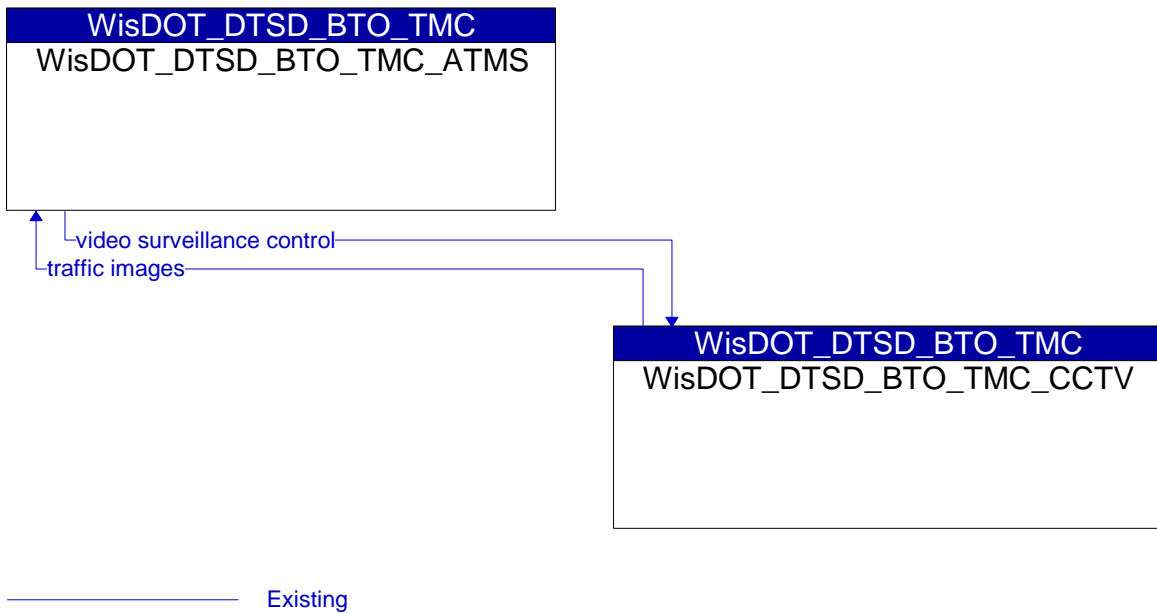 WisDOT_DTSD_BTO_TMC
WisDOT_DTSD_BTO_TMC_ATMS
video surveillance control
traffic images
WisDOT_DTSD_BTO_TMC
WisDOT_DTSD_BTO_TMC_CCTV
Existing